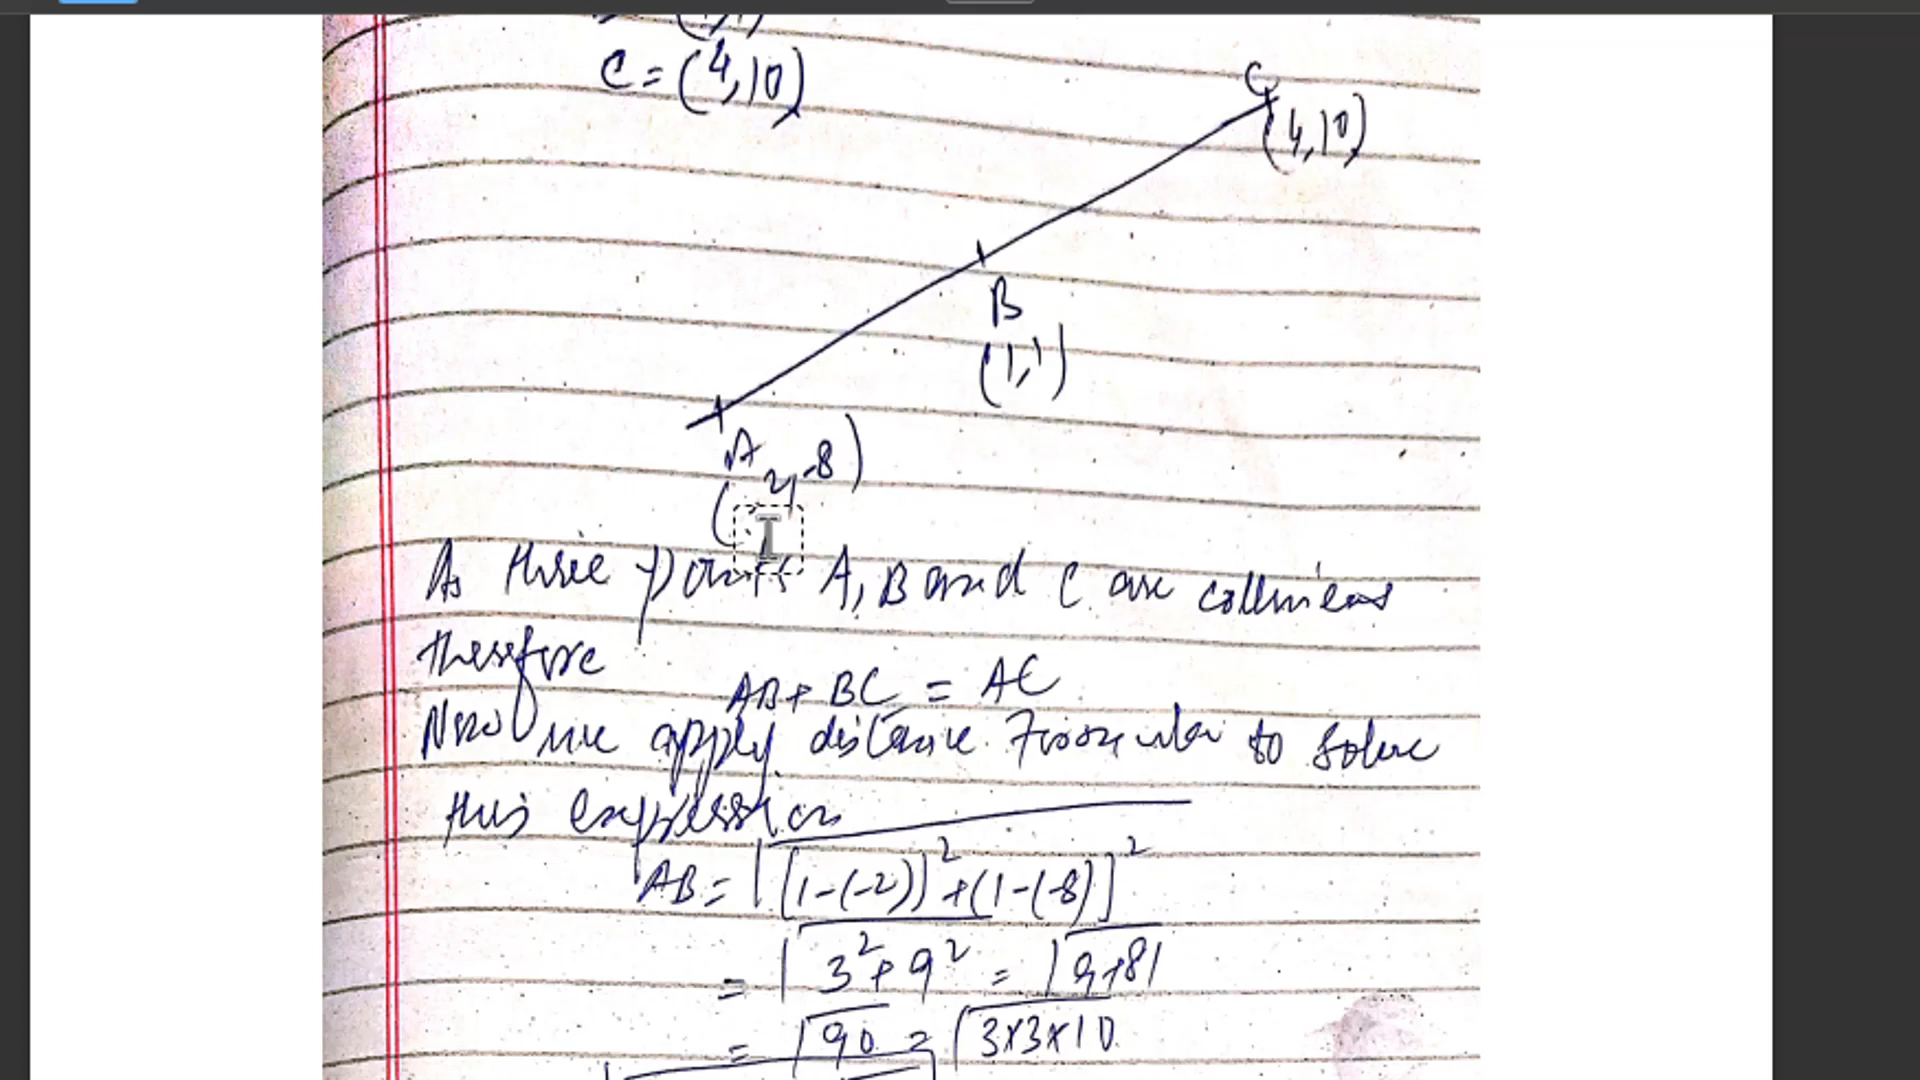 C = (4,10)
C
(4,10)
B
(1,1)
A
(-2,-8)
As three points A, B and C are collinear
therefore
AB + BC = AC
Now we apply distance Formula to solve
this expression
AB = √[(1-(-2))² + (1-(-8)]²
= √3² + 9² = √9+81
= √90 = √3×3×10